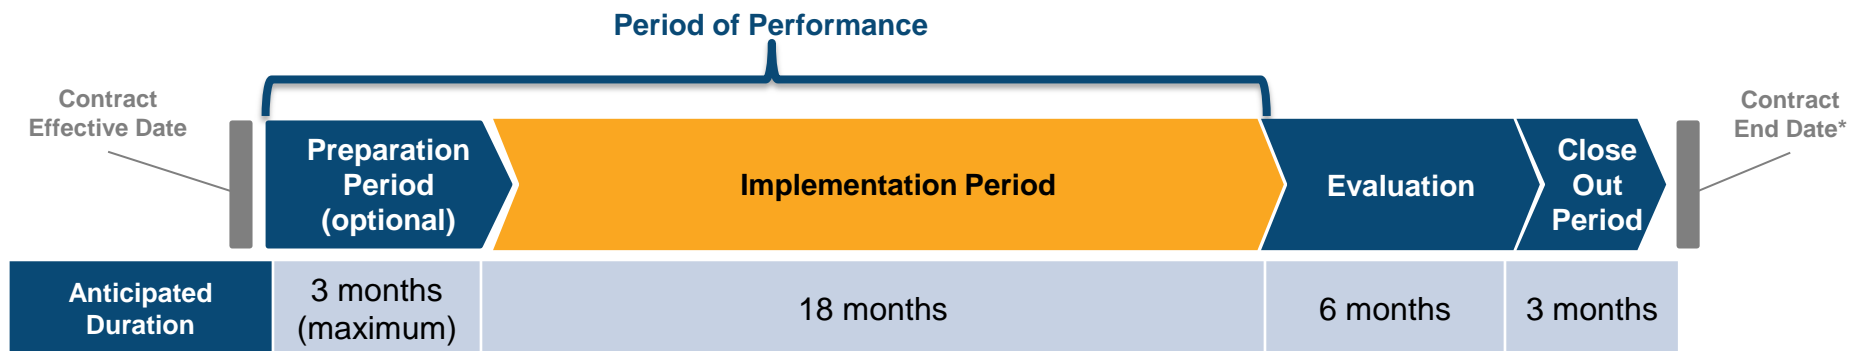 Period of Performance
Contract
Effective Date
Contract
End Date*
Preparation
Period
(optional)
Implementation Period
Evaluation
Close
Out
Period
Anticipated
Duration
3 months
(maximum)
18 months
6 months
3 months